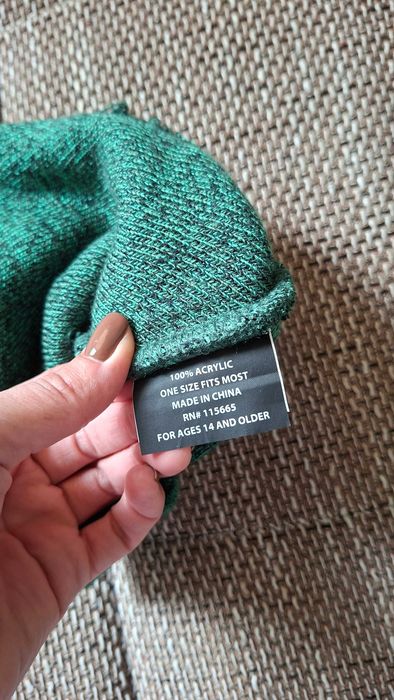 100% ACRYLIC
ONE SIZE FITS MOST
MADE IN CHINA
RN# 115665
FOR AGES 14 AND OLDER